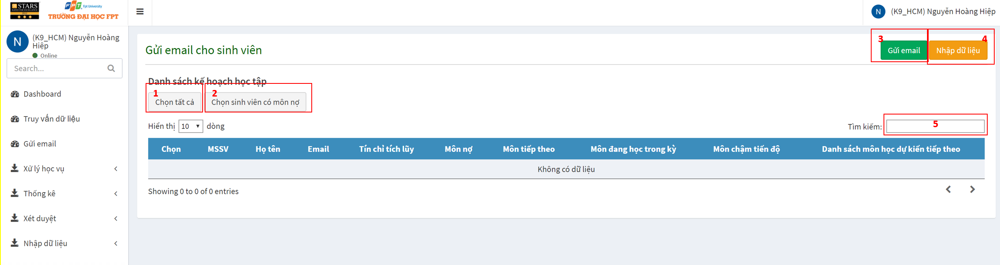 STARS
RATED FOR EXCELLENCE
2012
FPT Fpt University
TRƯỜNG ĐẠI HỌC FPT
N (K9_HCM) Nguyễn Hoàng Hiệp
N (K9_HCM) Nguyễn Hoàng
Hiệp
Online
Search...
Dashboard
Truy vấn dữ liệu
Gửi email
Xử lý học vụ
Thống kê
Xét duyệt
Nhập dữ liệu
Gửi email cho sinh viên
3 Gửi email
4 Nhập dữ liệu
Danh sách kế hoạch học tập
1 Chọn tất cả
2 Chọn sinh viên có môn nợ
Hiển thị 10 dòng
Tìm kiếm: 5
Chọn MSSV Họ tên Email Tín chỉ tích lũy Môn nợ Môn tiếp theo Môn đang học trong kỳ Môn chậm tiến độ Danh sách môn học dự kiến tiếp theo
Không có dữ liệu
Showing 0 to 0 of 0 entries